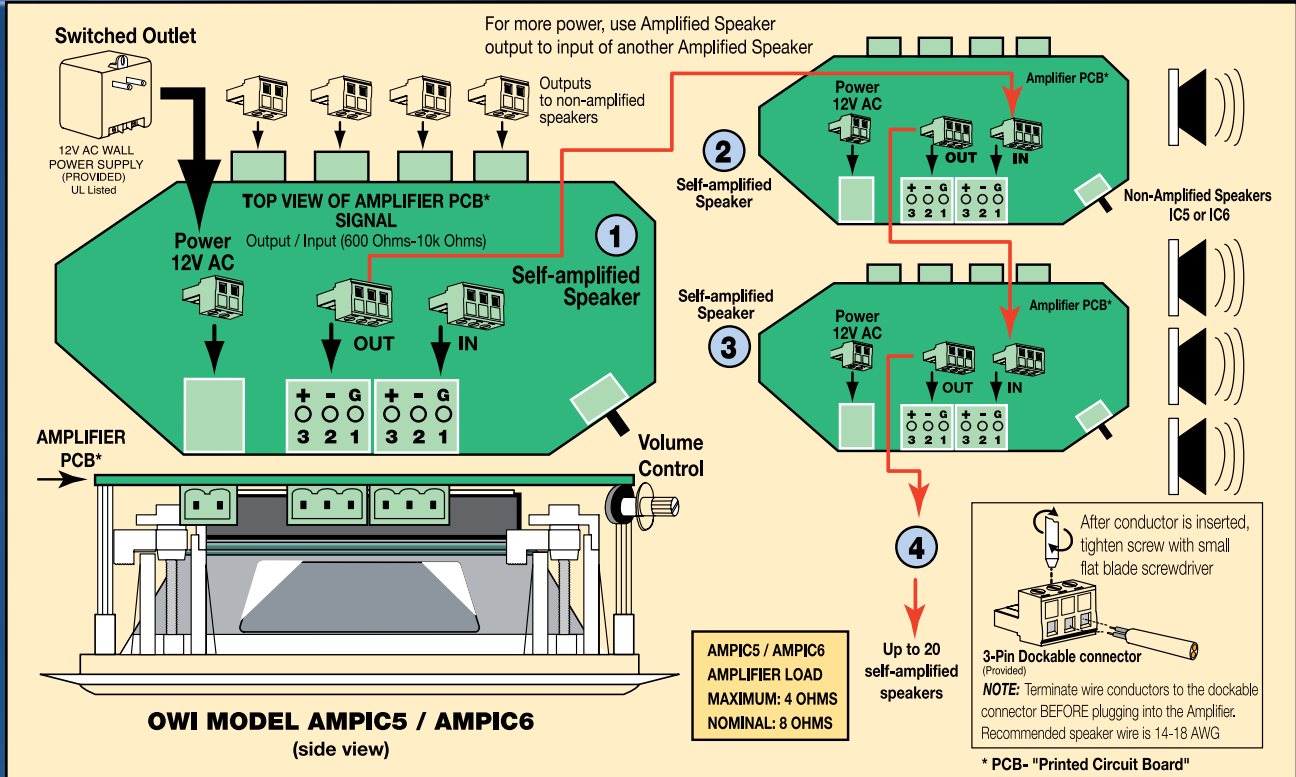 Switched Outlet
12V AC WALL
POWER SUPPLY
(PROVIDED)
UL Listed
Outputs
to non-amplified
speakers
For more power, use Amplified Speaker
output to input of another Amplified Speaker
TOP VIEW OF AMPLIFIER PCB*
SIGNAL
Output / Input (600 Ohms-10k Ohms)
Power
12V AC
1
Self-amplified
Speaker
OUT
IN
+ - G
3 2 1
+ - G
3 2 1
Volume
Control
AMPLIFIER
PCB*
OWI MODEL AMPIC5 / AMPIC6
(side view)
Amplifier PCB*
Power
12V AC
2
Self-amplified
Speaker
OUT
IN
+ - G
3 2 1
+ - G
3 2 1
Non-Amplified Speakers
IC5 or IC6
Self-amplified
Speaker
3
Amplifier PCB*
Power
12V AC
OUT
IN
+ - G
3 2 1
+ - G
3 2 1
4
Up to 20
self-amplified
speakers
AMPIC5 / AMPIC6
AMPLIFIER LOAD
MAXIMUM: 4 OHMS
NOMINAL: 8 OHMS
After conductor is inserted,
tighten screw with small
flat blade screwdriver
3-Pin Dockable connector
(Provided)
NOTE: Terminate wire conductors to the dockable
connector BEFORE plugging into the Amplifier.
Recommended speaker wire is 14-18 AWG
* PCB- "Printed Circuit Board"